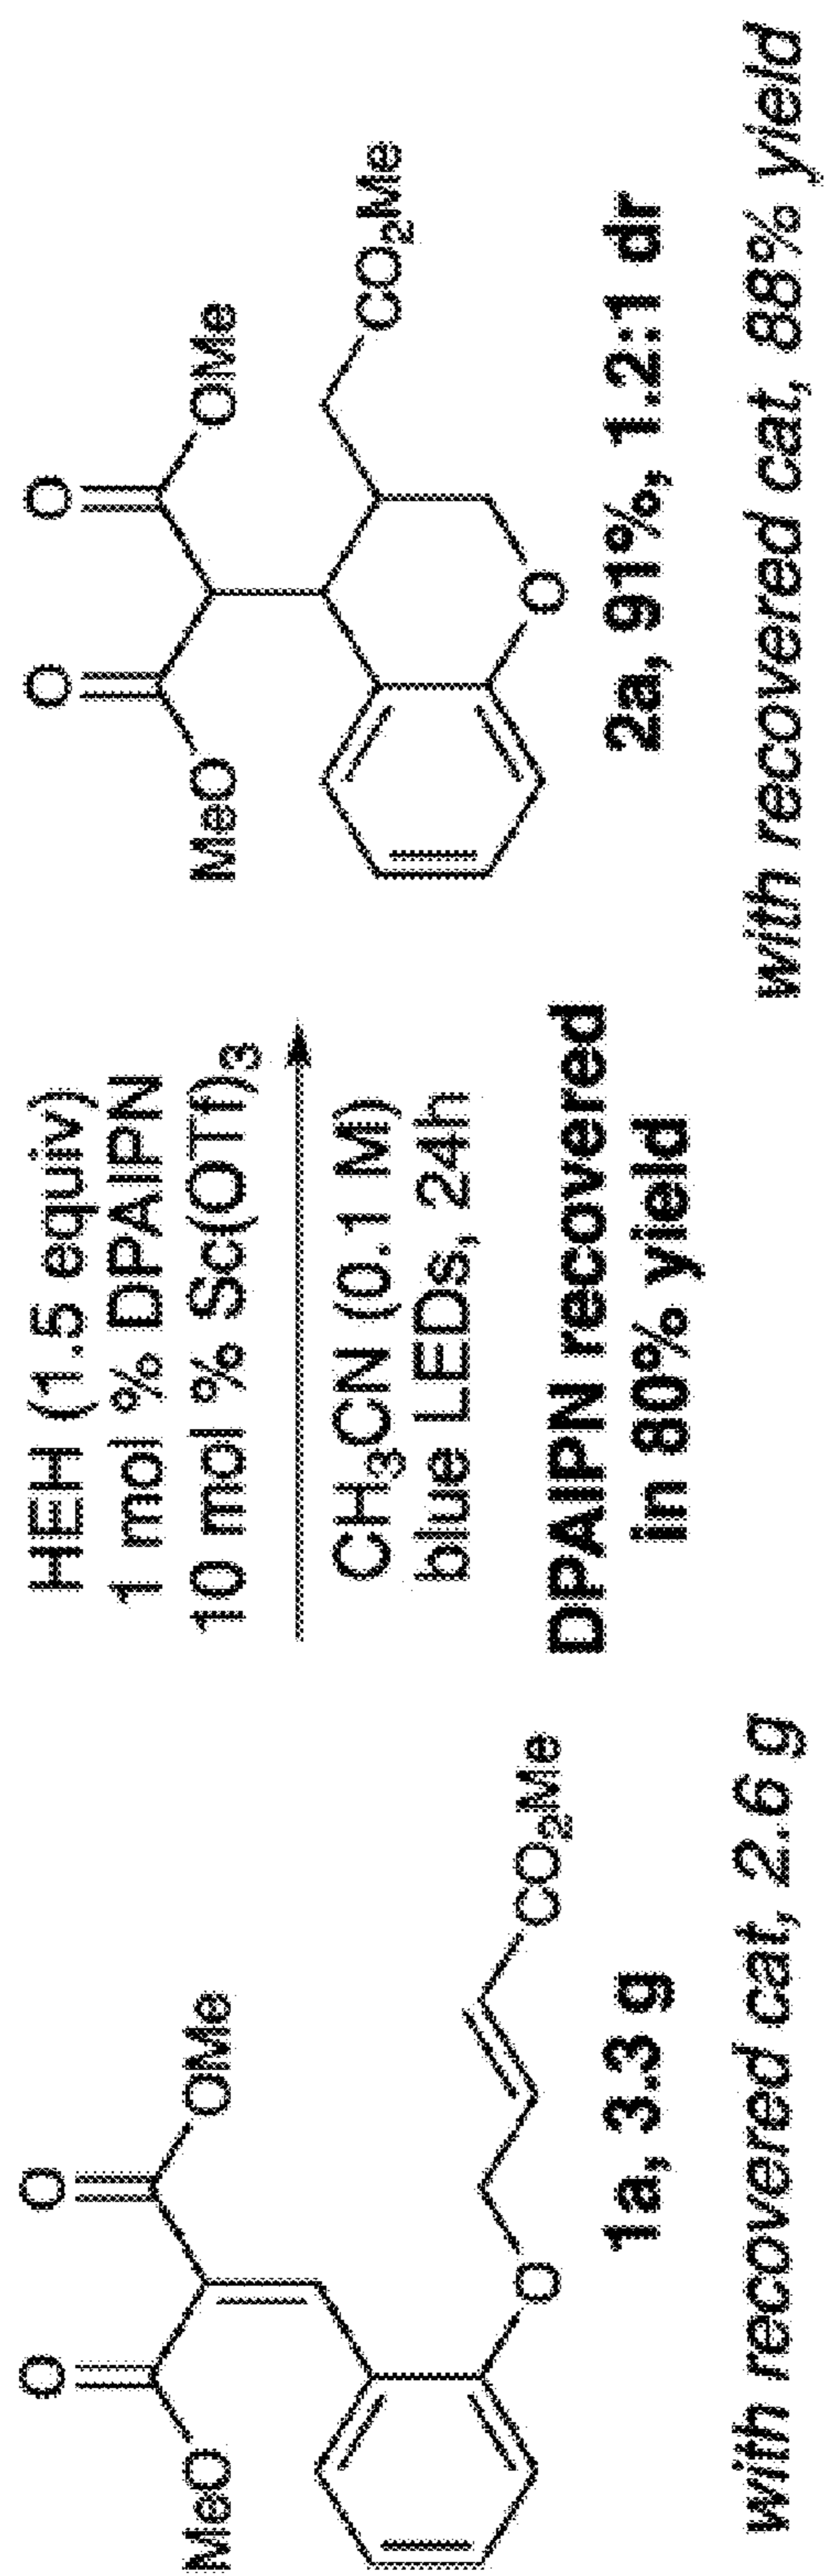 O
O
MeO
OMe
O
CO₂Me
1a, 3.3 g
with recovered cat, 2.6 g
HEH (1.5 equiv)
1 mol % DPAIPN
10 mol % Sc(OTf)₃
CH₃CN (0.1 M)
blue LEDs, 24h
DPAIPN recovered
in 80% yield
O
O
MeO
OMe
CO₂Me
O
2a, 91%, 1.2:1 dr
with recovered cat, 88% yield